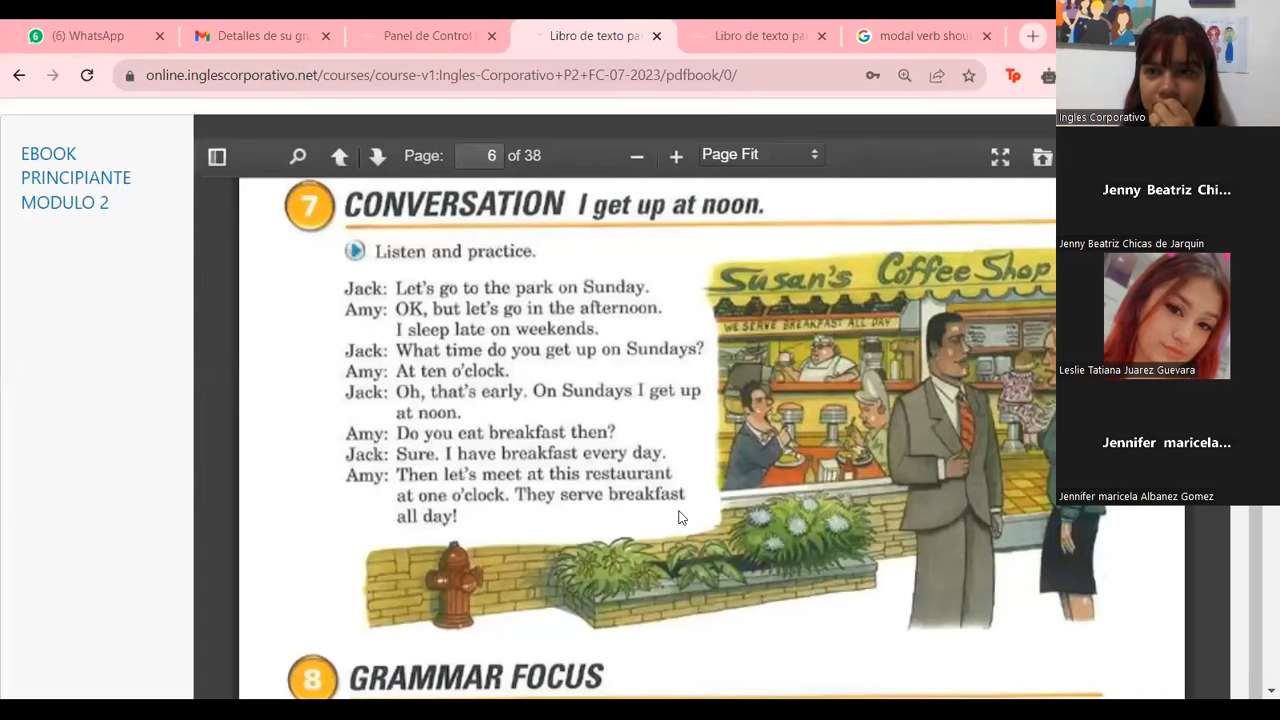 (6) WhatsApp
Detalles de su gru
Panel de Control |
Libro de texto par
Libro de texto par
modal verb shoul
online.inglescorporativo.net/courses/course-v1:Ingles-Corporativo+P2+FC-07-2023/pdfbook/0/
Ingles Corporativo
EBOOK
PRINCIPIANTE
MODULO 2
Page: 6 of 38
Page Fit
7 CONVERSATION I get up at noon.
Listen and practice.
Jack: Let's go to the park on Sunday.
Amy: OK, but let's go in the afternoon.
I sleep late on weekends.
Jack: What time do you get up on Sundays?
Amy: At ten o'clock.
Jack: Oh, that's early. On Sundays I get up
at noon.
Amy: Do you eat breakfast then?
Jack: Sure. I have breakfast every day.
Amy: Then let's meet at this restaurant
at one o'clock. They serve breakfast
all day!
Susan's Coffee Shop
WE SERVE BREAKFAST ALL DAY
8 GRAMMAR FOCUS
Jenny Beatriz Chi...
Jenny Beatriz Chicas de Jarquin
Leslie Tatiana Juarez Guevara
Jennifer maricela...
Jennifer maricela Albanez Gomez